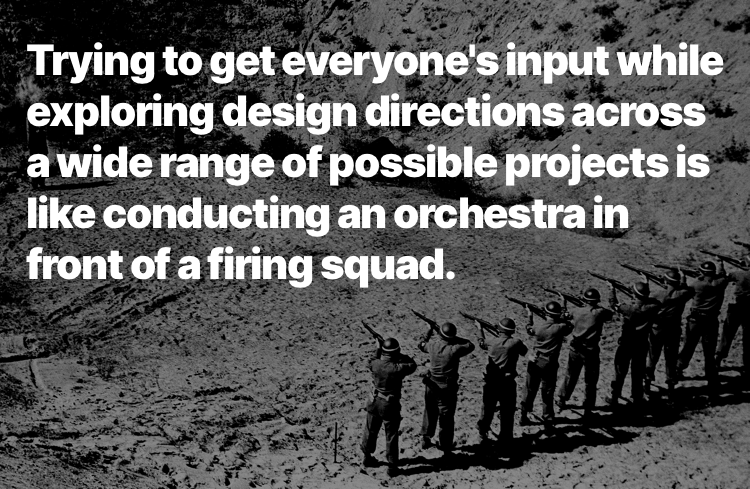 Trying to get everyone's input while
exploring design directions across
a wide range of possible projects is
like conducting an orchestra in
front of a firing squad.